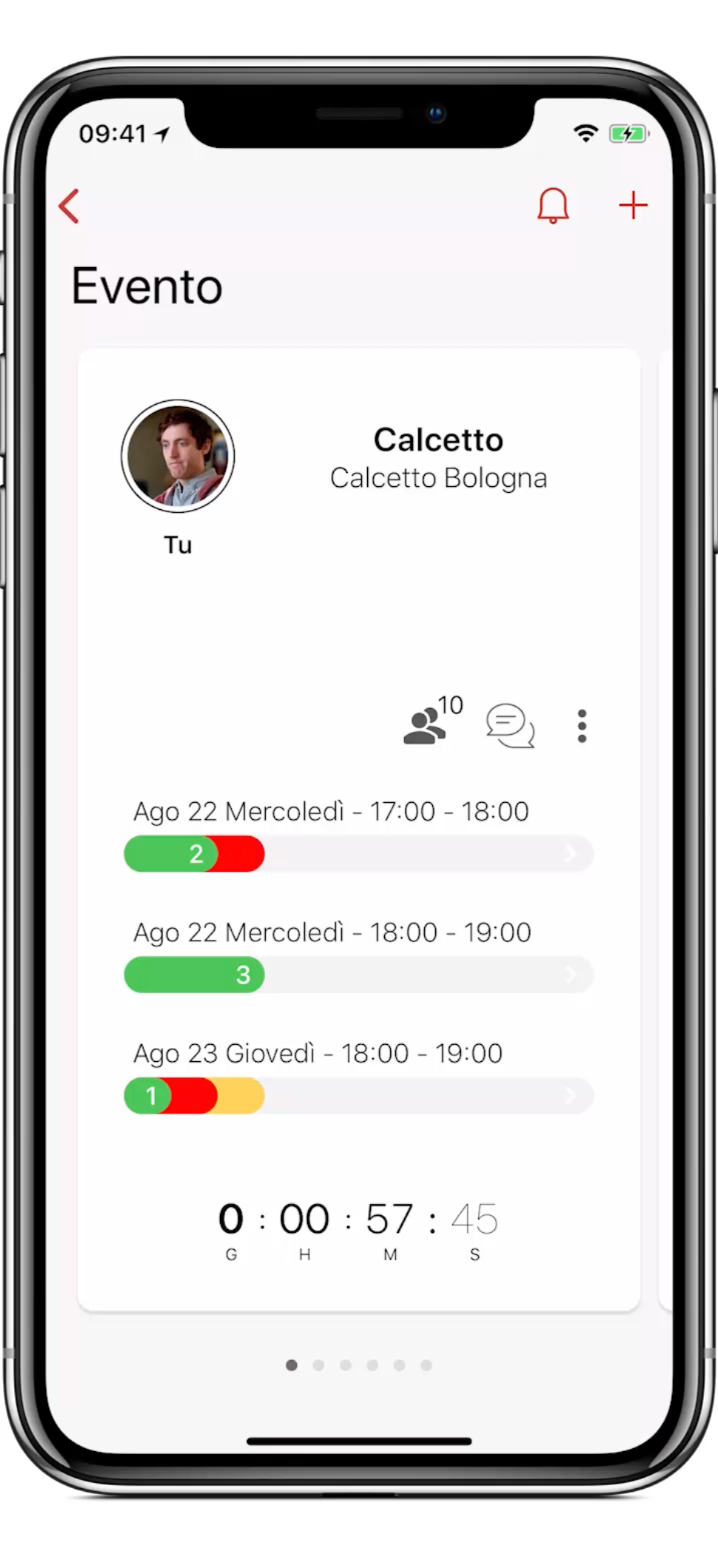 09:41
Evento
Calcetto
Calcetto Bologna
Tu
10
Ago 22 Mercoledì - 17:00 - 18:00
2
Ago 22 Mercoledì - 18:00 - 19:00
3
Ago 23 Giovedì - 18:00 - 19:00
1
0 : 00 : 57 : 45
G H M S